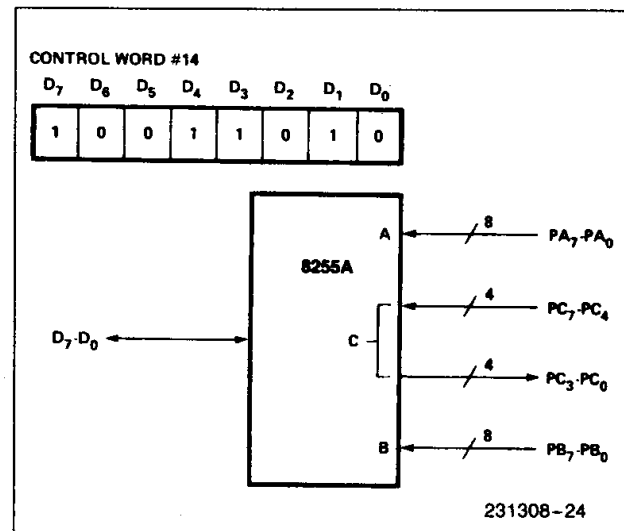 CONTROL WORD #14
D7 D6 D5 D4 D3 D2 D1 D0
1 0 0 1 1 0 1 0
8255A
A
8
PA7-PA0
4
PC7-PC4
D7-D0
C
4
PC3-PC0
B
8
PB7-PB0
231308-24